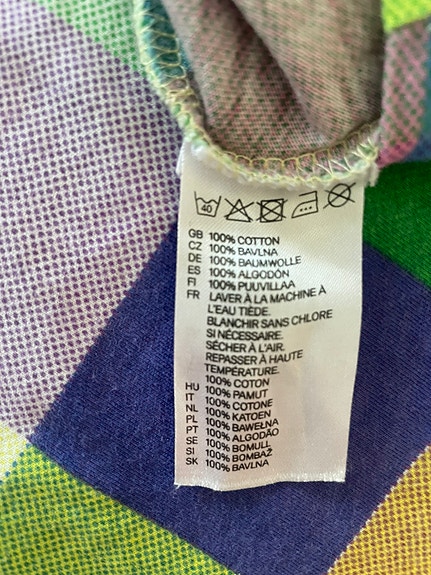 40
GB 100% COTTON
CZ 100% BAVLNA
DE 100% BAUMWOLLE
ES 100% ALGODÓN
FI 100% PUUVILLAA
FR LAVER À LA MACHINE À
L'EAU TIÈDE.
BLANCHIR SANS CHLORE
SI NÉCESSAIRE.
SÉCHER À L'AIR.
REPASSER À HAUTE
TEMPÉRATURE.
100% COTON
HU 100% PAMUT
IT 100% COTONE
NL 100% KATOEN
PL 100% BAWEŁNA
PT 100% ALGODÃO
SE 100% BOMULL
SI 100% BOMBAŽ
SK 100% BAVLNA